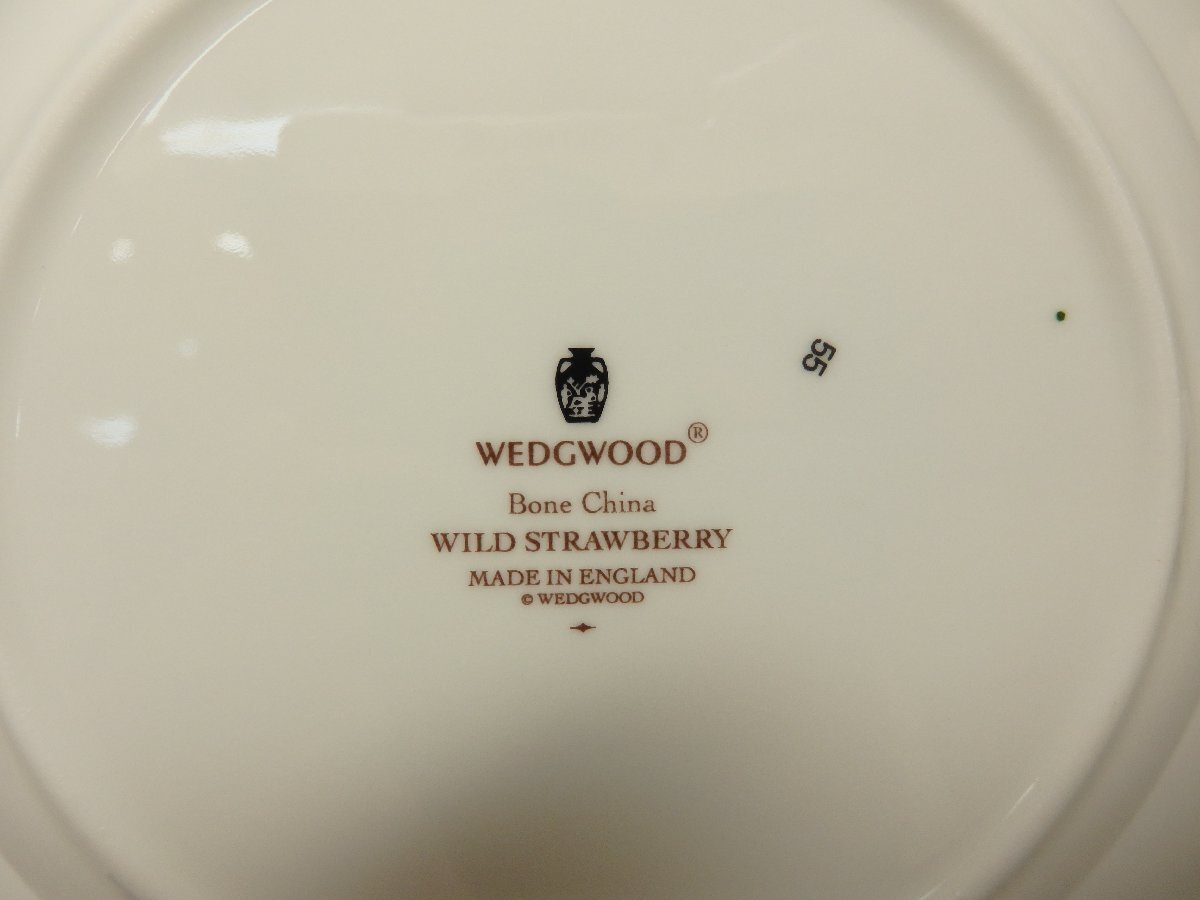 55
WEDGWOOD®
Bone China
WILD STRAWBERRY
MADE IN ENGLAND
© WEDGWOOD